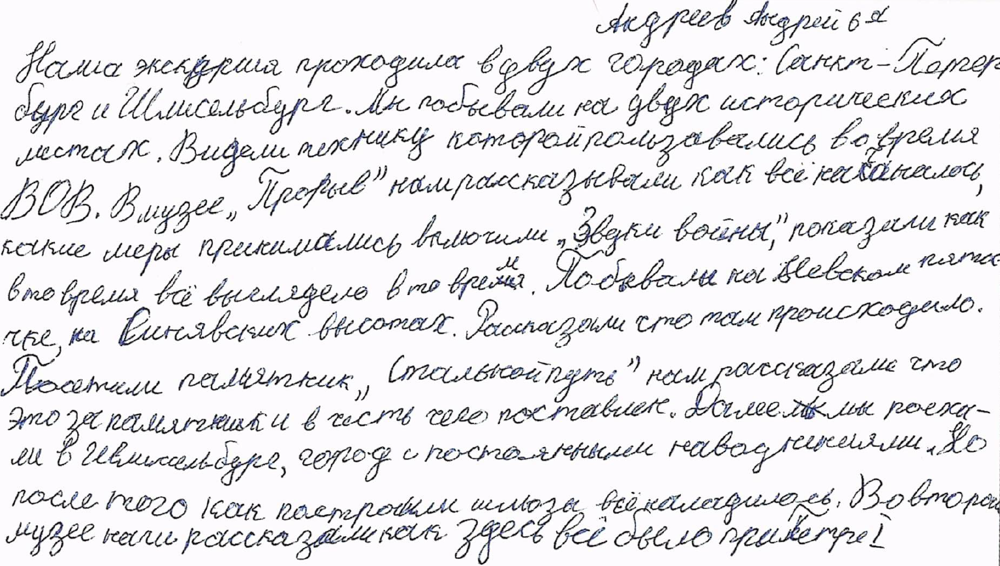 Андреев Андрей 6 а
Наша экскурсия проходила в двух городах: Санкт-Петер
бург и Шлисельбург. Мы побывали на двух исторических
местах. Видели технику которой пользавались во время
ВОВ. В музее „Прорыв” нам рассказывали как всё начаналось,
какие меры принимались включили „Звуки войны”, показали как
в то время всё выглядело в то время. Побывали на Невском пята
чке, на Синявских высотах. Рассказали что там происходило.
Посетили памятник „Стальной путь” нам рассказали что
это за памятник и в честь чего поставлен. Далее мы поеха-
ли в Шлисельбург, город с постоянными наводнениями. Но
после того как построили шлюзы всё наладилось. Во втором
музее нам рассказали как здесь всё было при Петре I